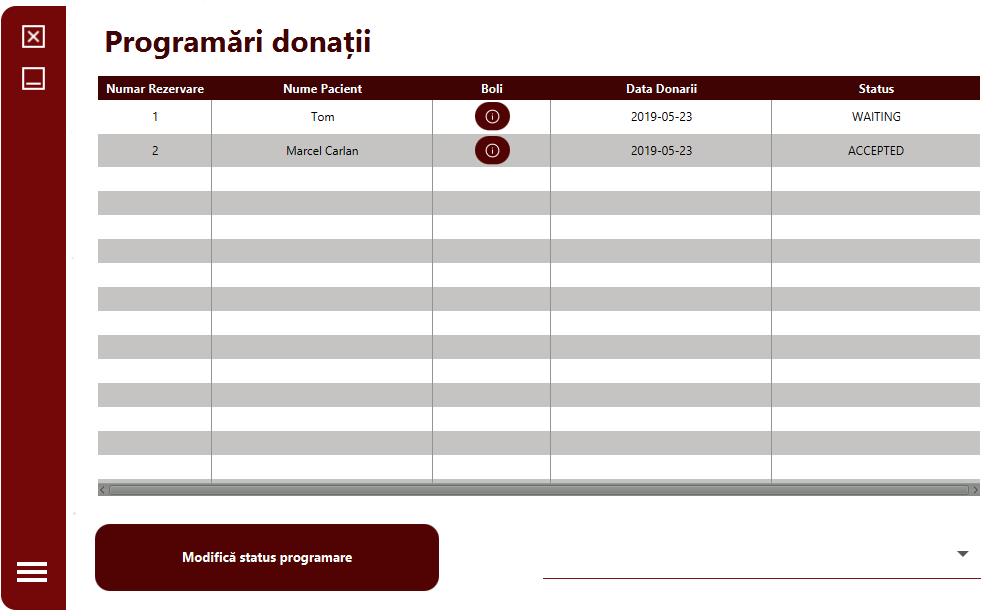 Programări donații
Numar Rezervare Nume Pacient Boli Data Donarii Status
1 Tom 2019-05-23 WAITING
2 Marcel Carlan 2019-05-23 ACCEPTED
Modifică status programare